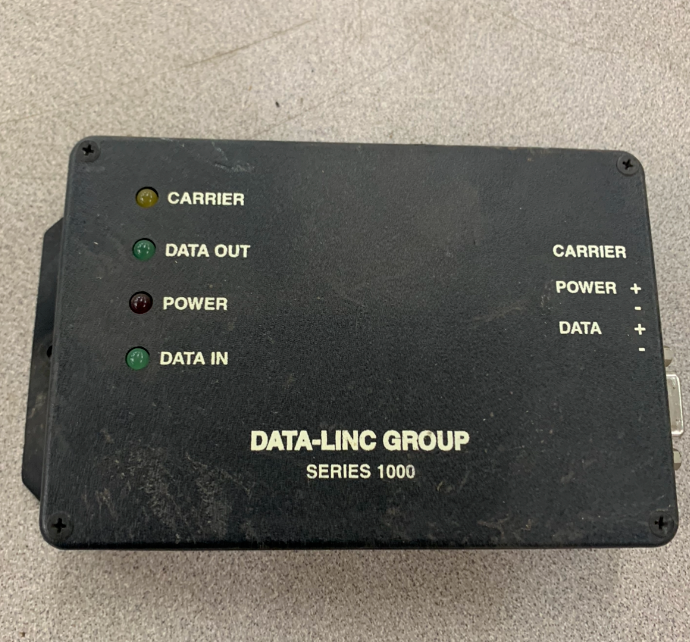 CARRIER
DATA OUT
POWER
DATA IN
CARRIER
POWER +
-
DATA +
-
DATA-LINC GROUP
SERIES 1000